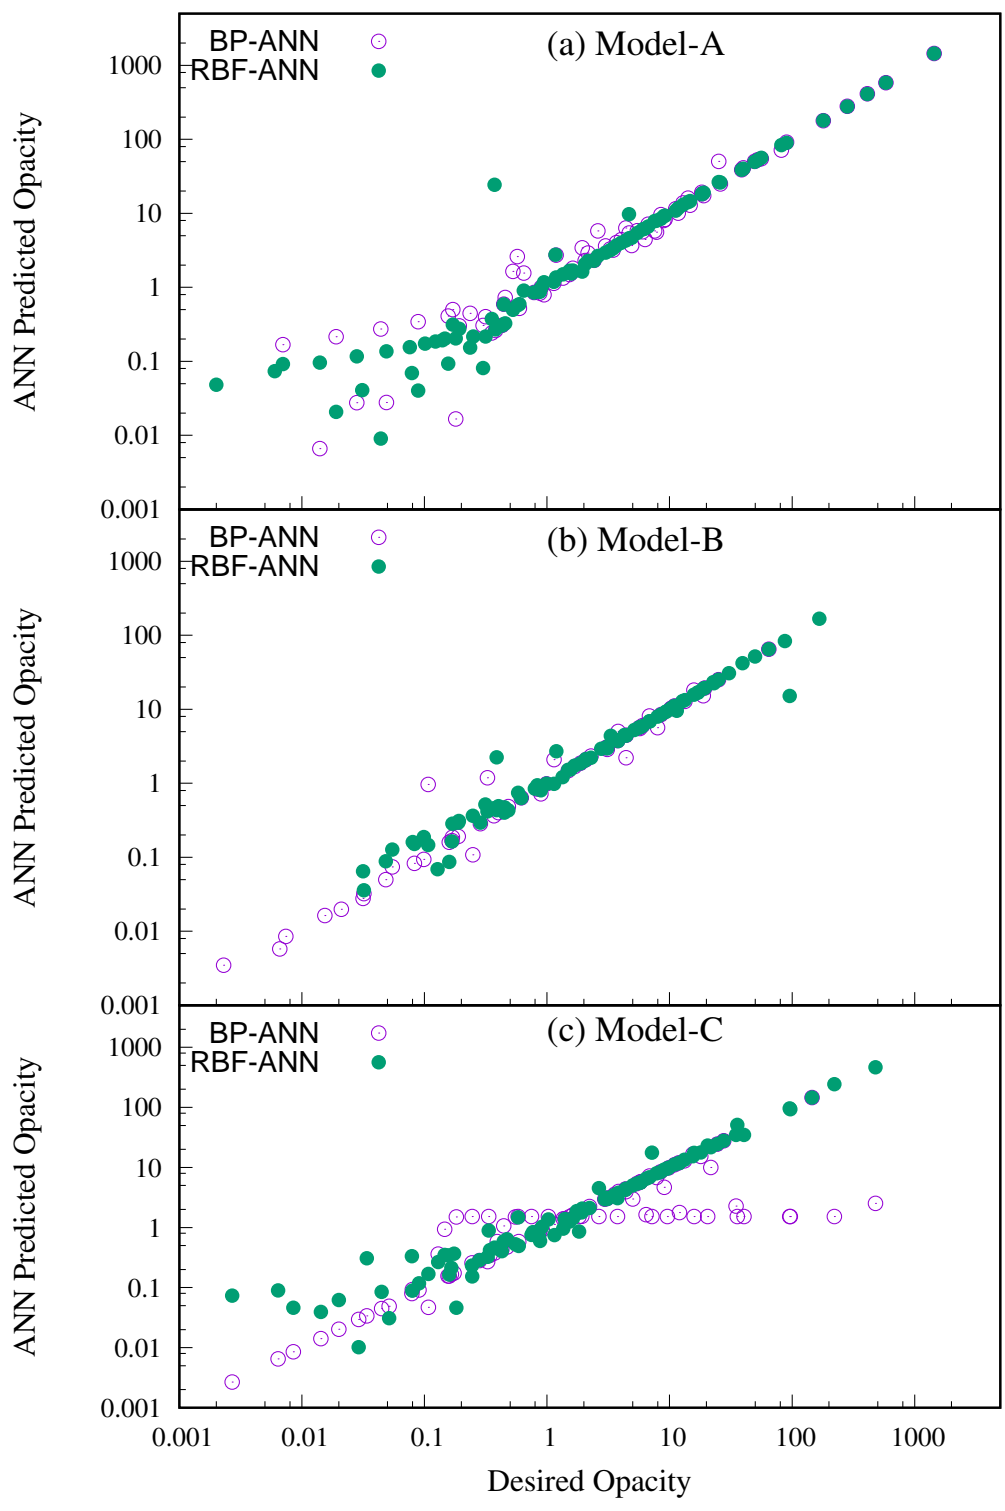 BP-ANN
RBF-ANN
(a) Model-A
ANN Predicted Opacity
1000
100
10
1
0.1
0.01
0.001
BP-ANN
RBF-ANN
(b) Model-B
ANN Predicted Opacity
1000
100
10
1
0.1
0.01
0.001
BP-ANN
RBF-ANN
(c) Model-C
ANN Predicted Opacity
1000
100
10
1
0.1
0.01
0.001
0.001 0.01 0.1 1 10 100 1000
Desired Opacity